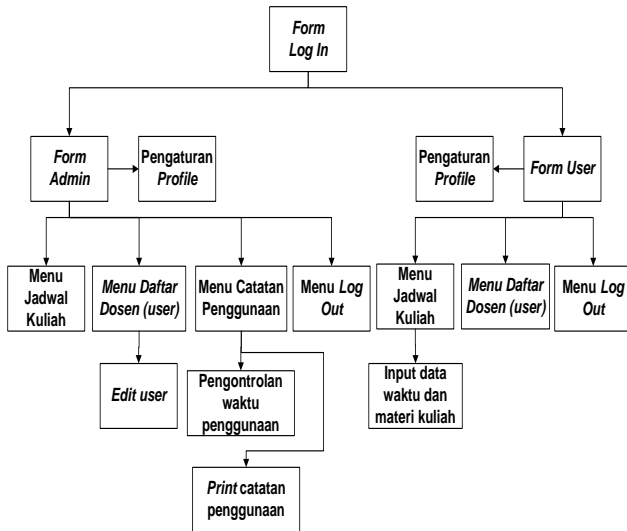 Form
Log In
Form
Admin
Pengaturan
Profile
Pengaturan
Profile
Form User
Menu
Jadwal
Kuliah
Menu Daftar
Dosen (user)
Menu Catatan
Penggunaan
Menu Log
Out
Menu
Jadwal
Kuliah
Menu Daftar
Dosen (user)
Menu Log
Out
Edit user
Pengontrolan
waktu
penggunaan
Input data
waktu dan
materi kuliah
Print catatan
penggunaan